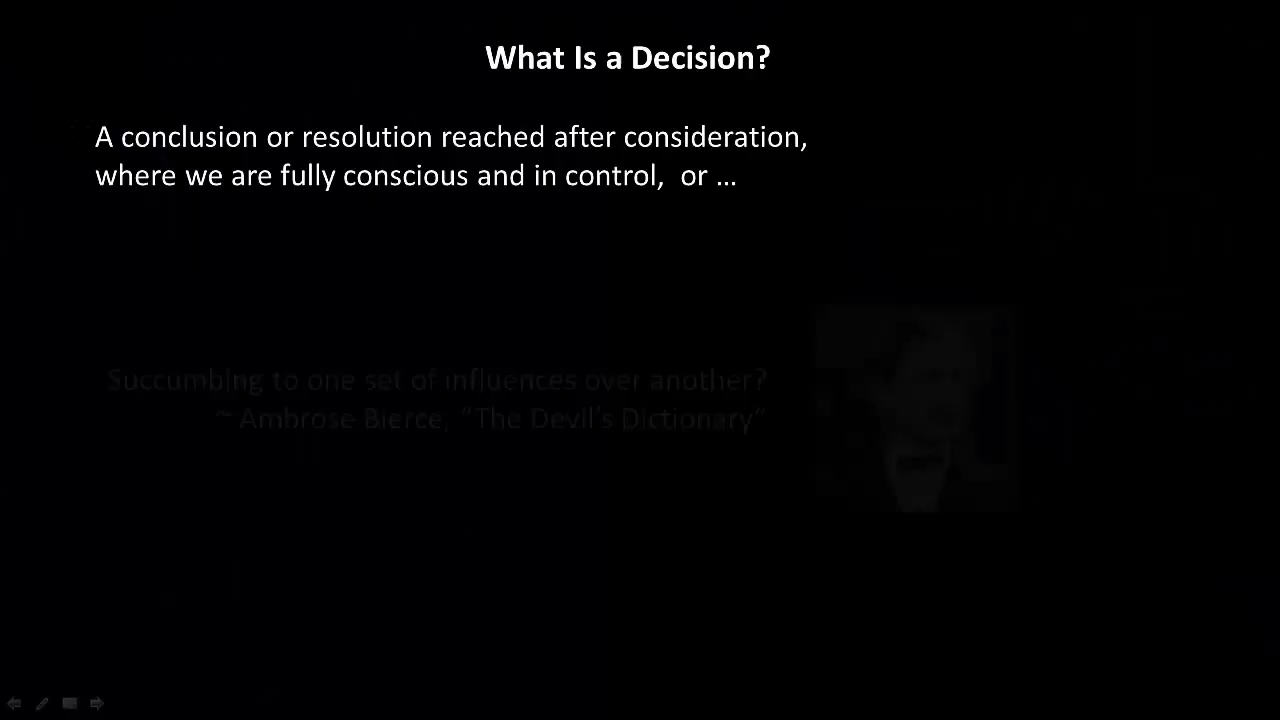 What Is a Decision?
A conclusion or resolution reached after consideration,
where we are fully conscious and in control,  or …
Succumbing to one set of influences over another?
~ Ambrose Bierce, “The Devil’s Dictionary”